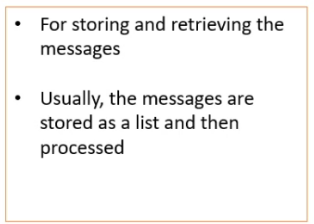 • For storing and retrieving the
messages
• Usually, the messages are
stored as a list and then
processed